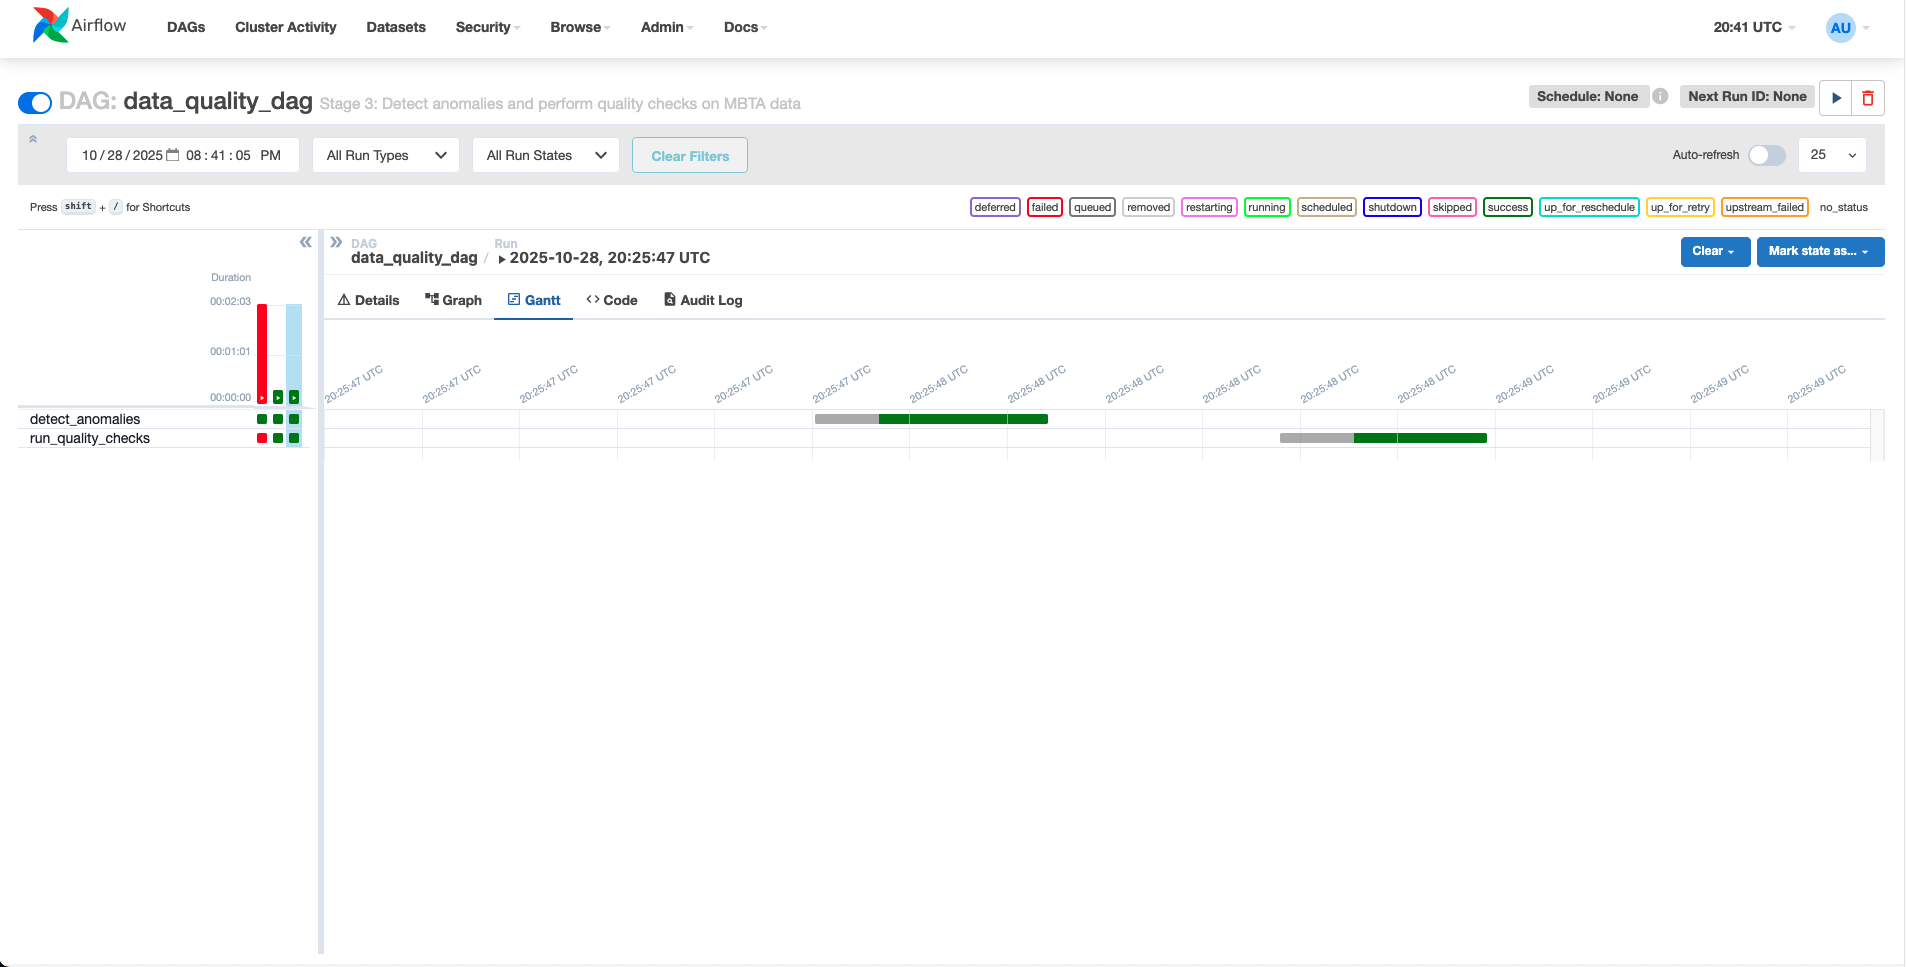 Airflow DAGs Cluster Activity Datasets Security Browse Admin Docs 20:41 UTC AU
DAG: data_quality_dag Stage 3: Detect anomalies and perform quality checks on MBTA data Schedule: None Next Run ID: None
10 / 28 / 2025 08 : 41 : 05 PM All Run Types All Run States Clear Filters Auto-refresh 25
Press shift + / for Shortcuts deferred failed queued removed restarting running scheduled shutdown skipped success up_for_reschedule up_for_retry upstream_failed no_status
DAG Run
data_quality_dag / 2025-10-28, 20:25:47 UTC Clear Mark state as...
Duration
00:02:03
00:01:01
00:00:00
Details Graph Gantt Code Audit Log
20:25:47 UTC 20:25:47 UTC 20:25:47 UTC 20:25:47 UTC 20:25:47 UTC 20:25:47 UTC 20:25:48 UTC 20:25:48 UTC 20:25:48 UTC 20:25:48 UTC 20:25:48 UTC 20:25:48 UTC 20:25:49 UTC 20:25:49 UTC 20:25:49 UTC 20:25:49 UTC
detect_anomalies
run_quality_checks